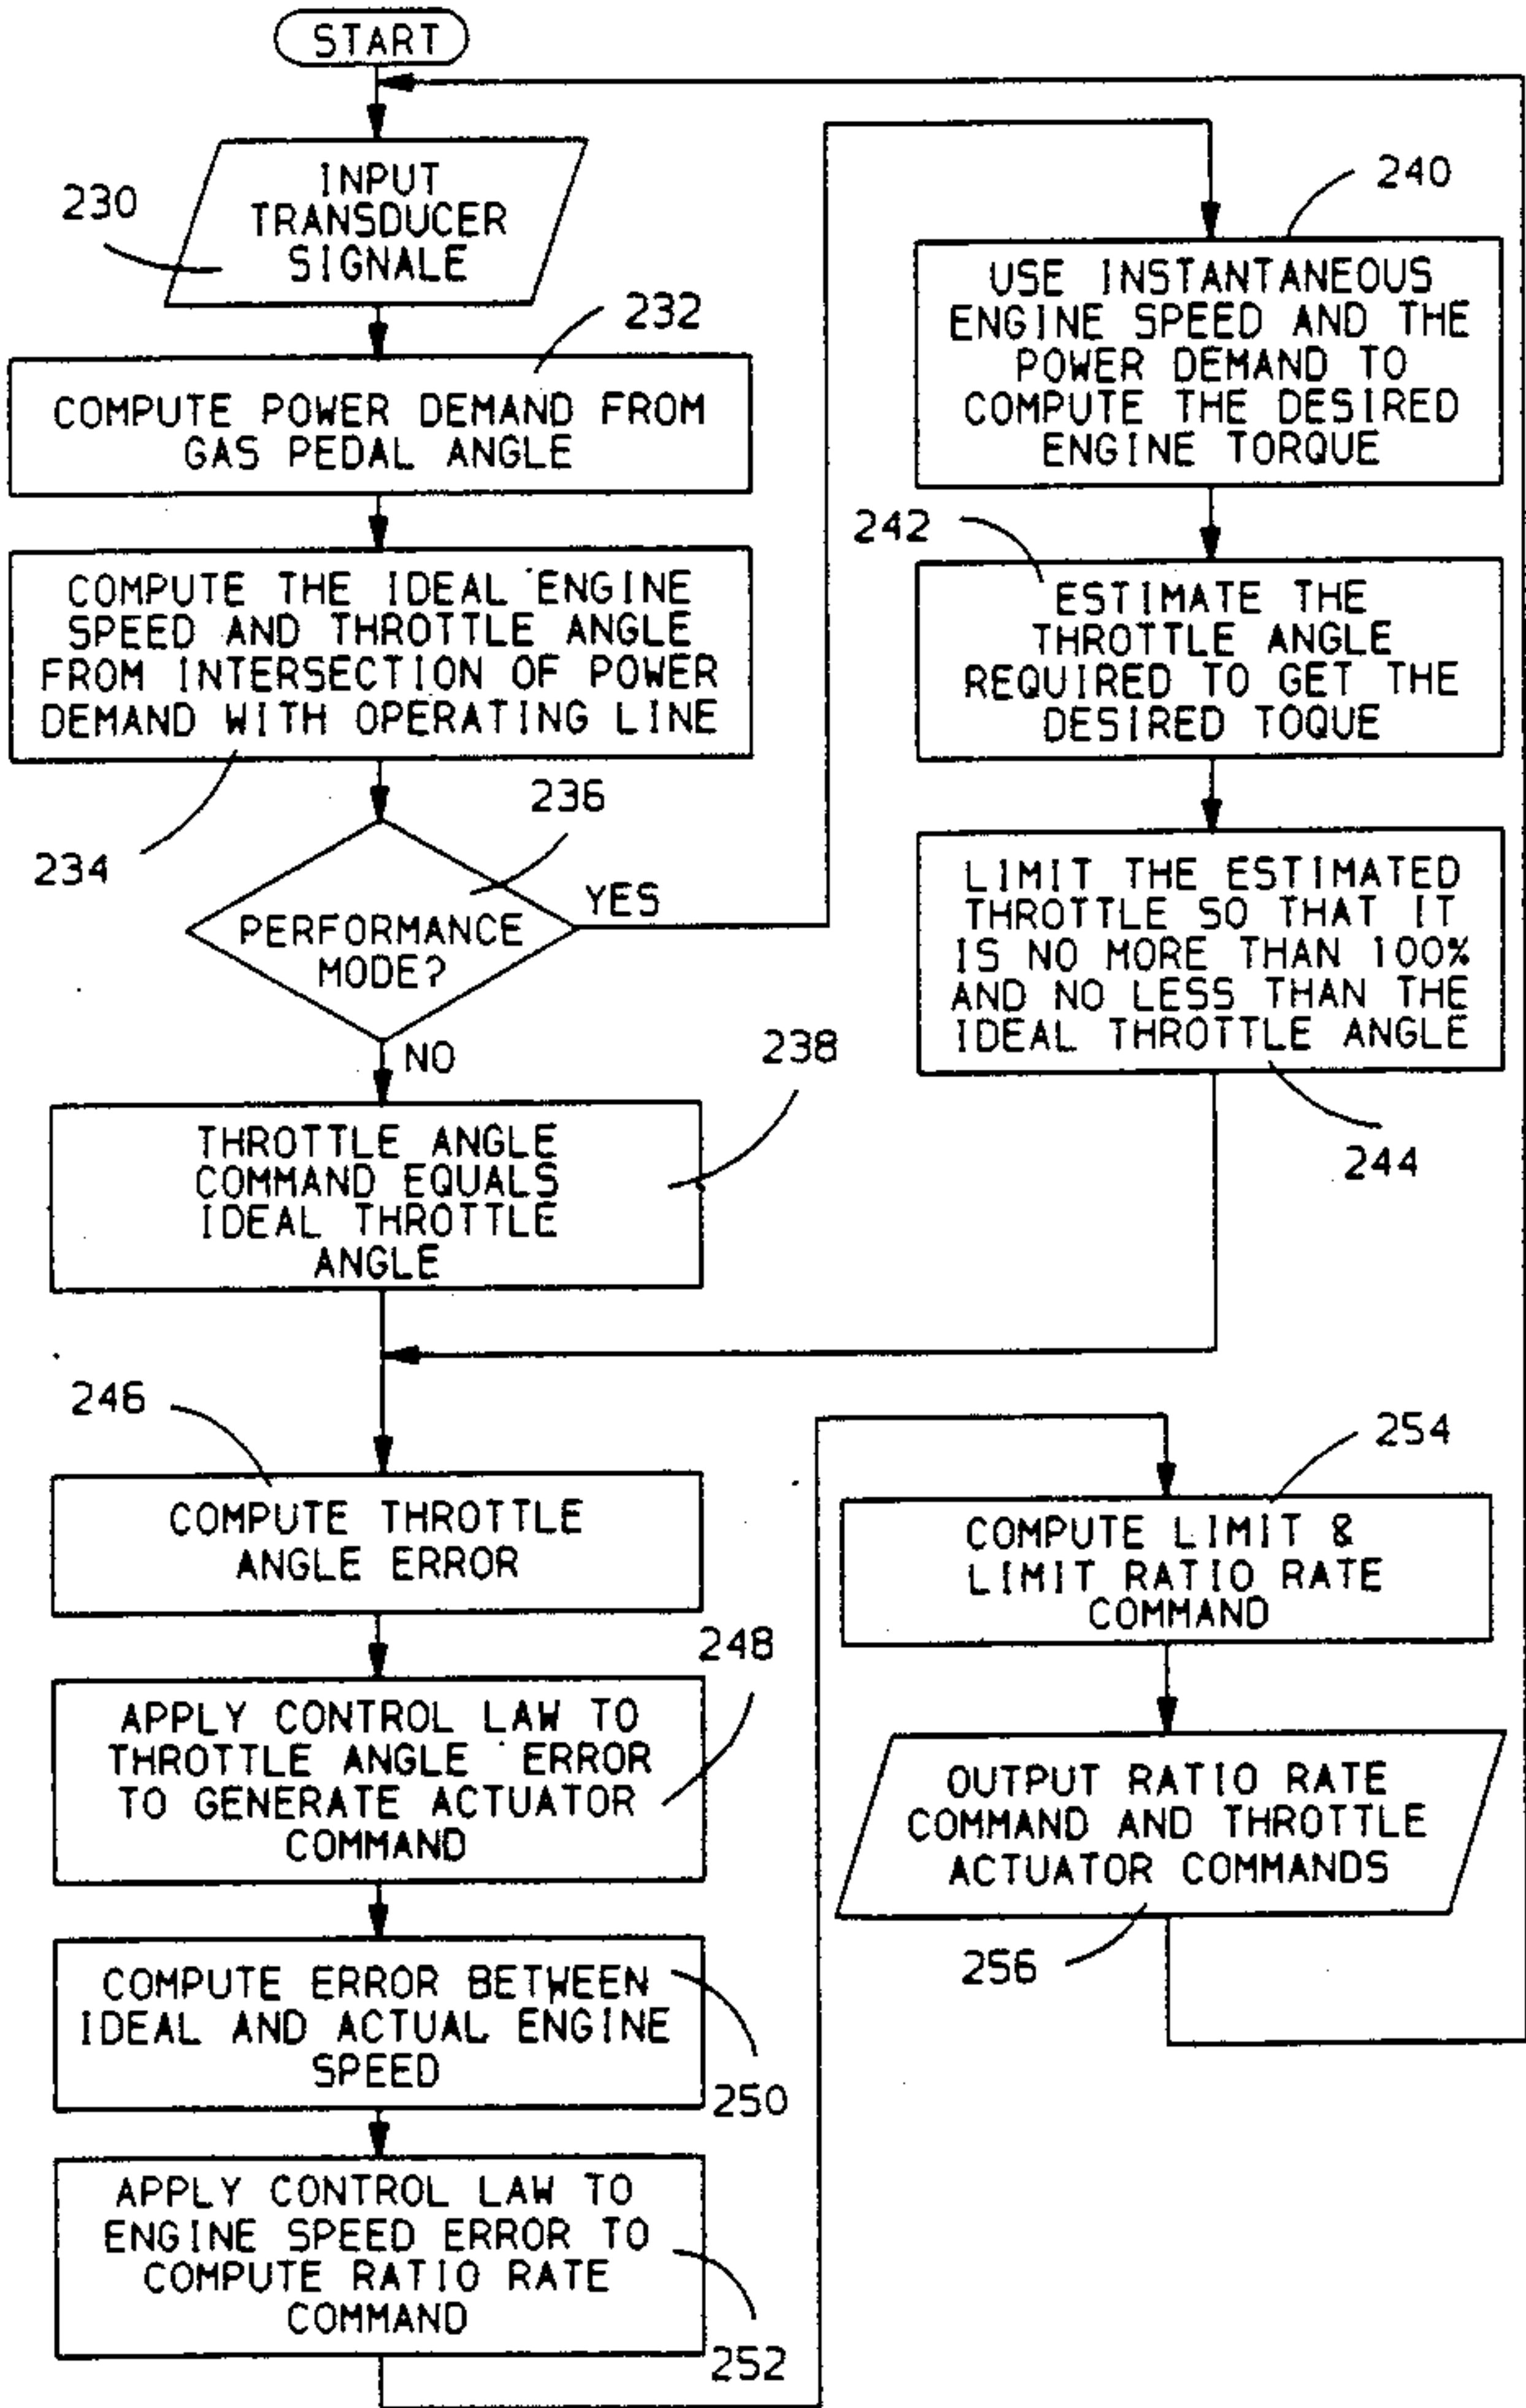 START
INPUT
TRANSDUCER
SIGNALE
230
232
COMPUTE POWER DEMAND FROM
GAS PEDAL ANGLE
COMPUTE THE IDEAL ENGINE
SPEED AND THROTTLE ANGLE
FROM INTERSECTION OF POWER
DEMAND WITH OPERATING LINE
234
236
PERFORMANCE
MODE?
YES
NO
238
THROTTLE ANGLE
COMMAND EQUALS
IDEAL THROTTLE
ANGLE
240
USE INSTANTANEOUS
ENGINE SPEED AND THE
POWER DEMAND TO
COMPUTE THE DESIRED
ENGINE TORQUE
242
ESTIMATE THE
THROTTLE ANGLE
REQUIRED TO GET THE
DESIRED TOQUE
LIMIT THE ESTIMATED
THROTTLE SO THAT IT
IS NO MORE THAN 100%
AND NO LESS THAN THE
IDEAL THROTTLE ANGLE
244
246
COMPUTE THROTTLE
ANGLE ERROR
248
APPLY CONTROL LAW TO
THROTTLE ANGLE ERROR
TO GENERATE ACTUATOR
COMMAND
COMPUTE ERROR BETWEEN
IDEAL AND ACTUAL ENGINE
SPEED
250
APPLY CONTROL LAW TO
ENGINE SPEED ERROR TO
COMPUTE RATIO RATE
COMMAND
252
254
COMPUTE LIMIT &
LIMIT RATIO RATE
COMMAND
OUTPUT RATIO RATE
COMMAND AND THROTTLE
ACTUATOR COMMANDS
256